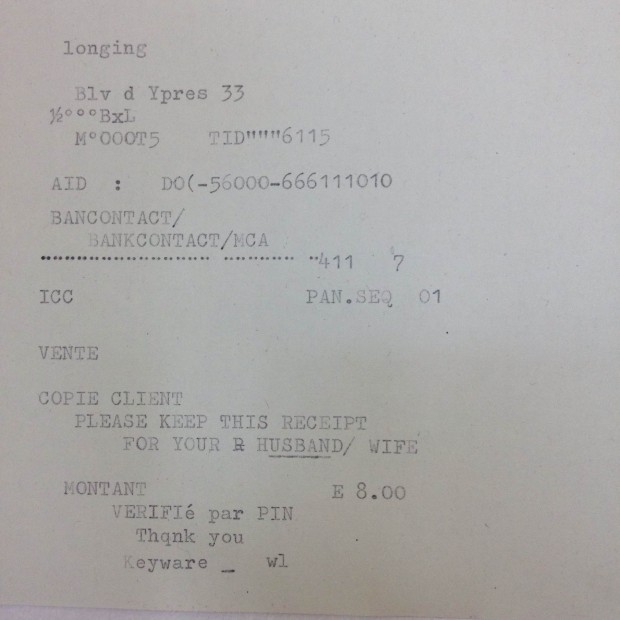 longing
Blv d Ypres 33
½°°°BxL
M°OOOT5 TID"""6115
AID : DO(-56000-666111010
BANCONTACT/
BANKCONTACT/MCA
"""""""""""""""""""" """""""" ""411 7
ICC PAN.SEQ 01
VENTE
COPIE CLIENT
PLEASE KEEP THIS RECEIPT
FOR YOUR R HUSBAND/ WIFE
MONTANT E 8.00
VERIFIé par PIN
Thqnk you
Keyware _ wl